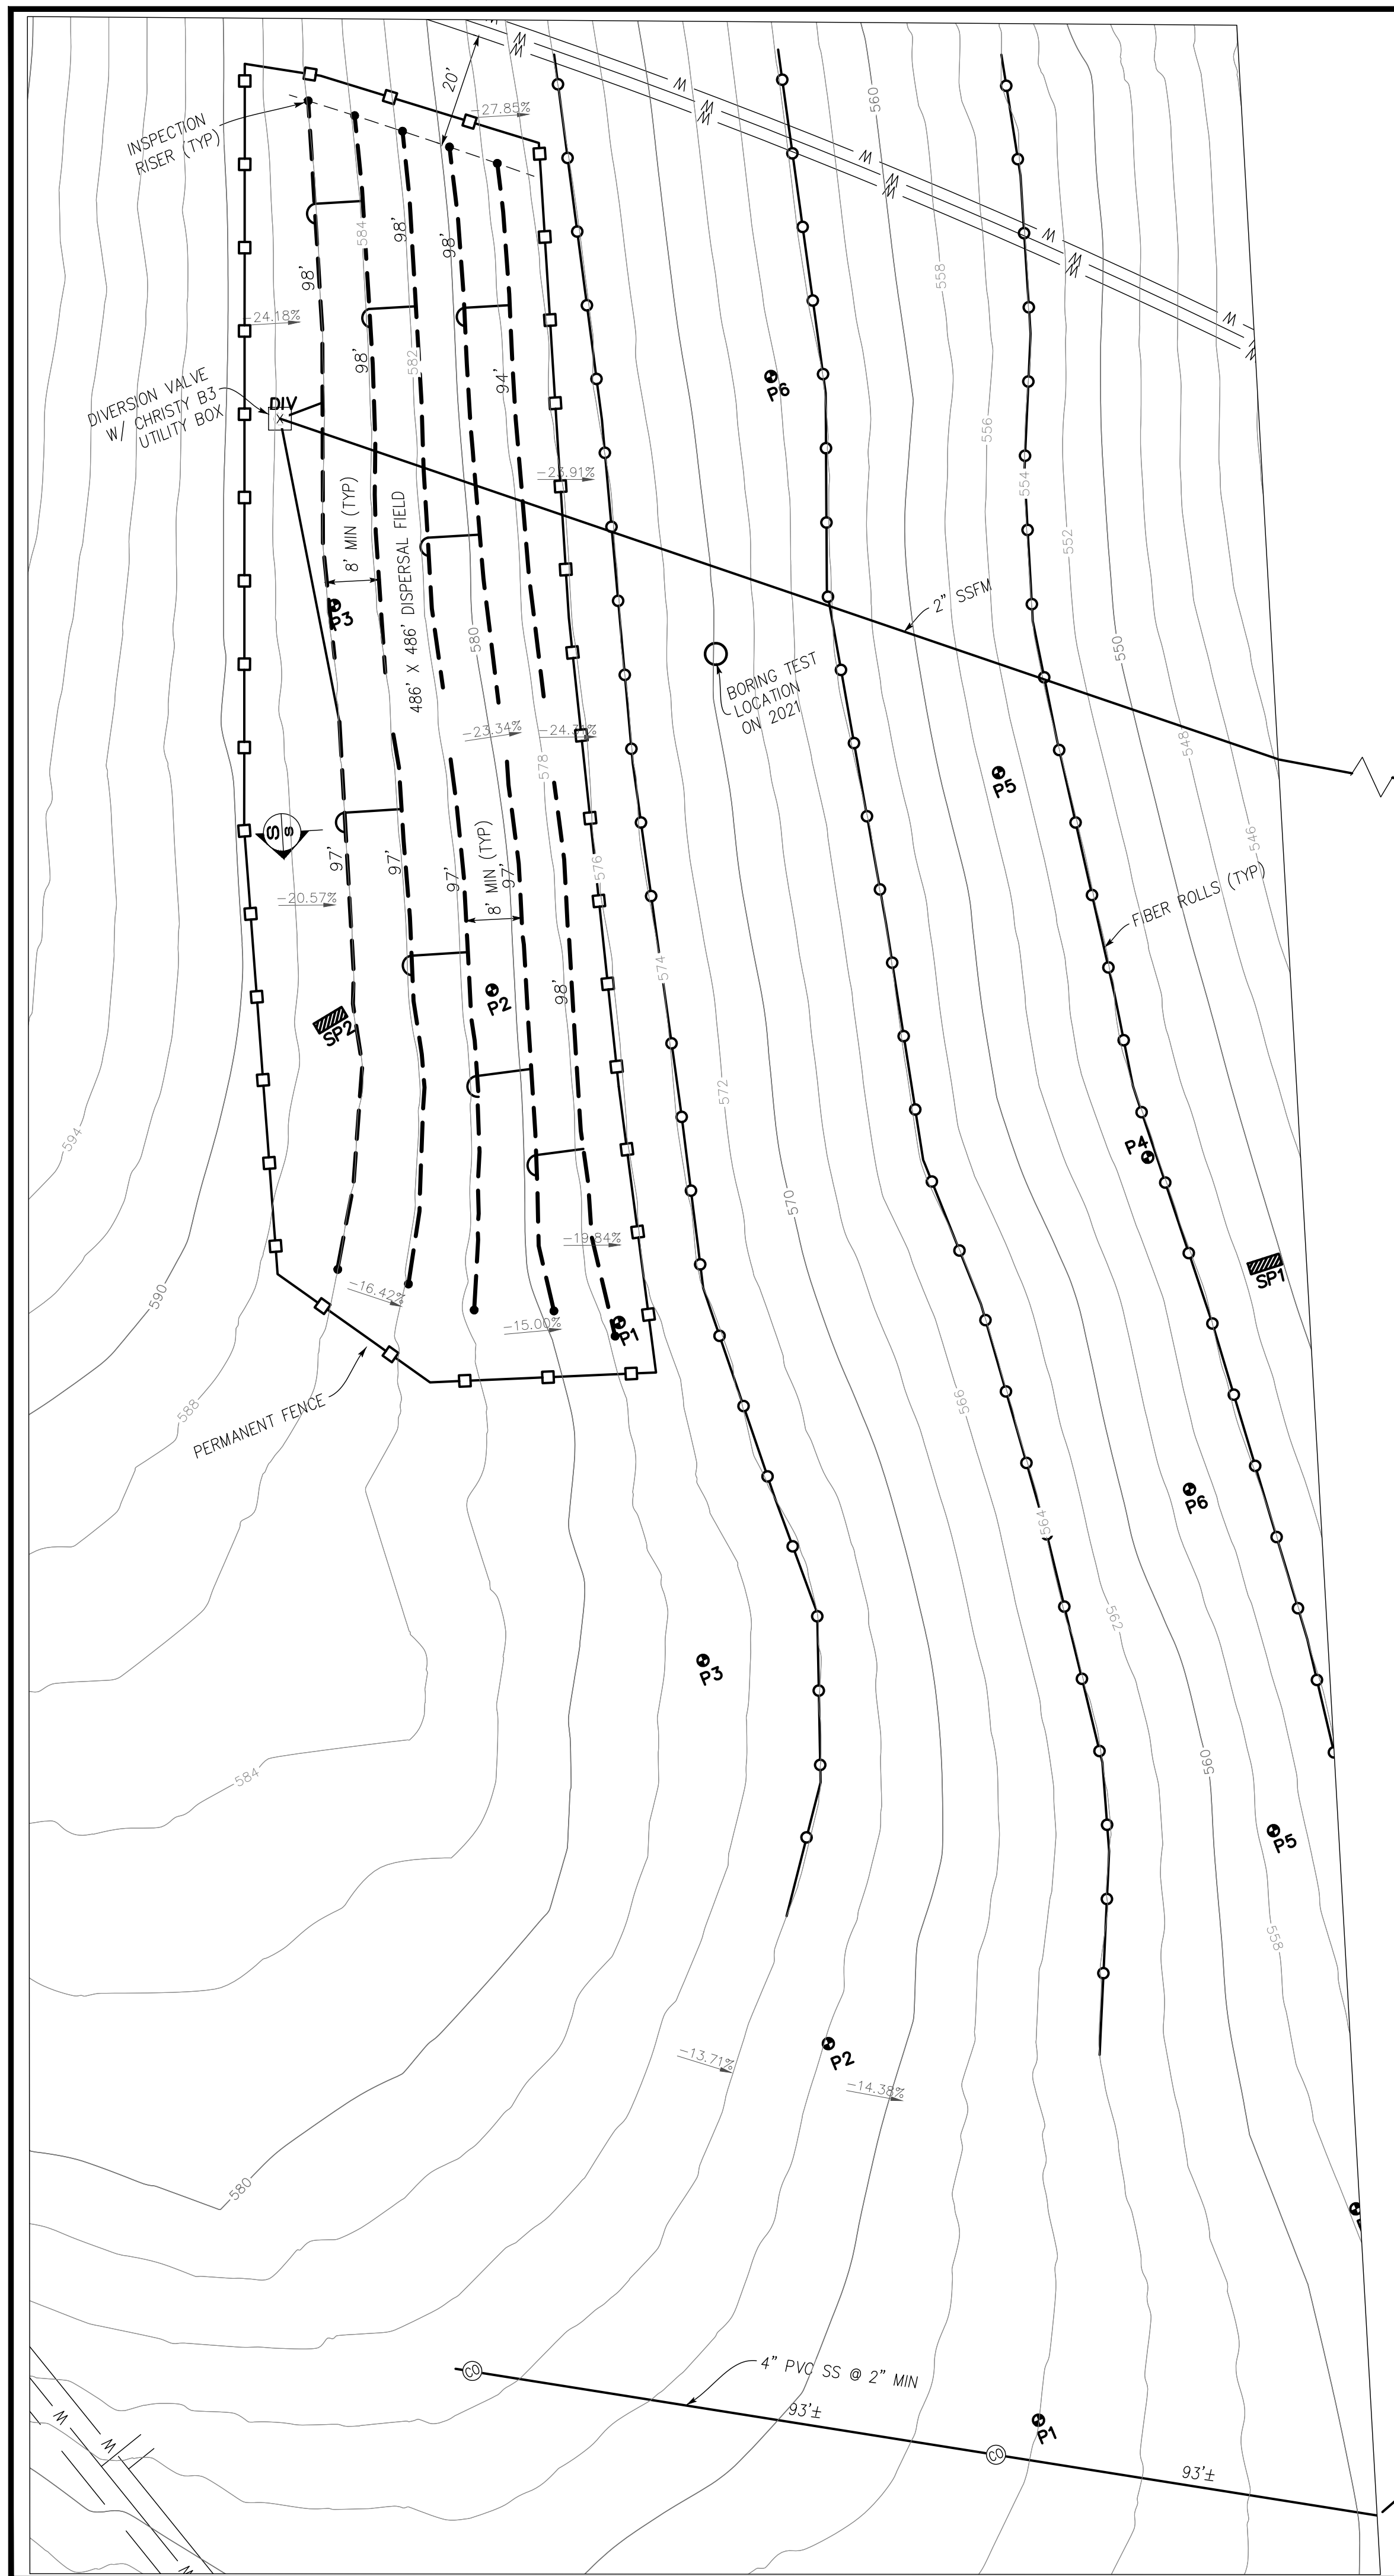 20'
-27.85%
INSPECTION
RISER (TYP)
560
584
98'
98'
98'
558
98'
-24.18%
582
98'
94'
P6
DIVERSION VALVE
W/ CHRISTY B3
UTILITY BOX
DIV
556
554
-23.91%
8' MIN (TYP)
486' X 486' DISPERSAL FIELD
552
2" SSFM
P3
580
550
BORING TEST
LOCATION
ON 2021
-23.34%
578
548
P5
S
8
97'
97'
97'
8' MIN (TYP)
97'
576
546
-20.57%
FIBER ROLLS (TYP)
574
98'
P2
SP2
572
594
P4
570
-19.84%
SP1
590
-16.42%
-15.00%
P1
588
PERMANENT FENCE
566
P6
564
562
P3
584
560
P5
558
-13.71%
P2
-14.38%
580
CO
4" PVC SS @ 2" MIN
93'±
P1
CO
93'±
W
W
W
W
W
W
W
W
W
W
W
W